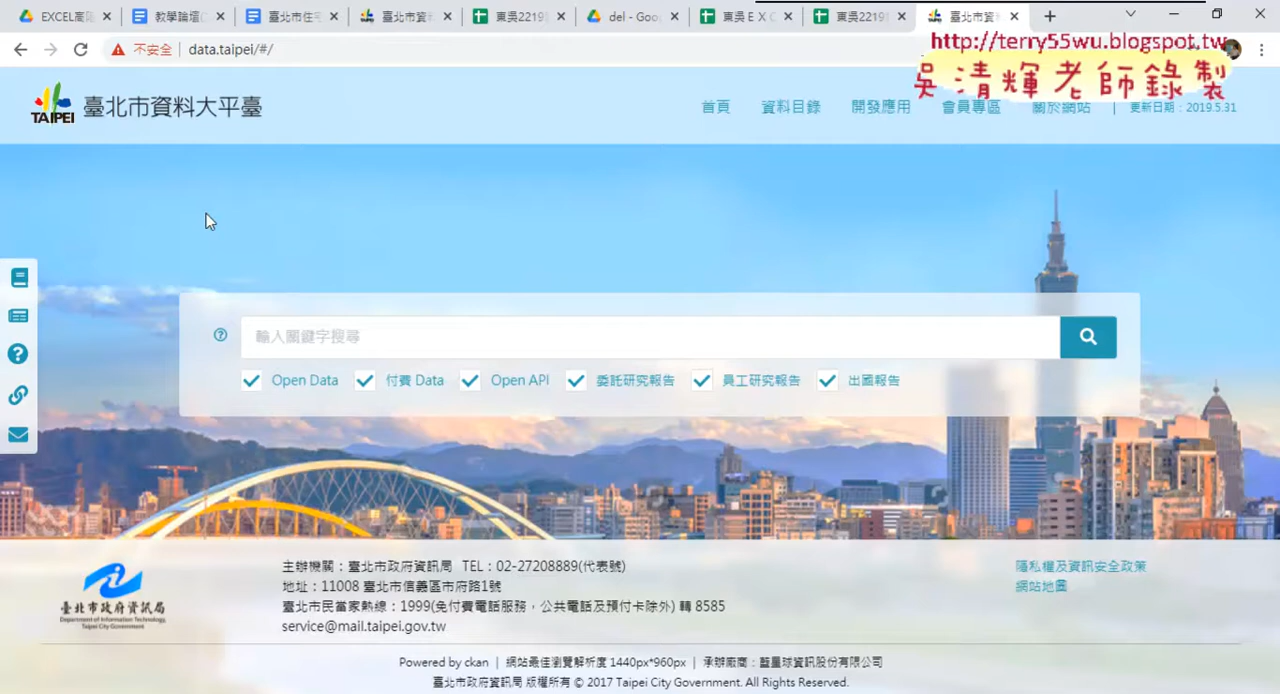 EXCEL高
教學論壇
臺北市住宅
臺北市資料
東吳2219
del - Goo
東吳 E X C
東吳2219
臺北市資料
不安全 | data.taipei/#/
http://terry55wu.blogspot.tw
吳清輝老師錄製
TAIPEI 臺北市資料大平臺
首頁 資料目錄 開發應用 會員專區 關於網站 | 更新日期：2019.5.31
輸入關鍵字搜尋
Open Data 付費 Data Open API 委託研究報告 員工研究報告 出國報告
臺北市政府資訊局
Department of Information Technology,
Taipei City Government
主辦機關：臺北市政府資訊局 TEL：02-27208889(代表號)
地址：11008 臺北市信義區市府路1號
臺北市民當家熱線：1999(免付費電話服務，公共電話及預付卡除外) 轉 8585
service@mail.taipei.gov.tw
隱私權及資訊安全政策
網站地圖
Powered by ckan | 網站最佳瀏覽解析度 1440px*960px | 承辦廠商：藍星球資訊股份有限公司
臺北市政府資訊局 版權所有 © 2017 Taipei City Government. All Rights Reserved.